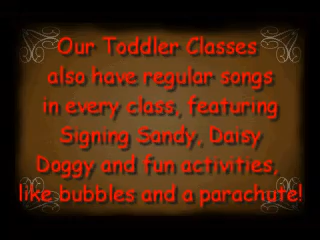 Our Toddler Classes
also have regular songs
in every class, featuring
Signing Sandy, Daisy
Doggy and fun activities,
like bubbles and a parachute!